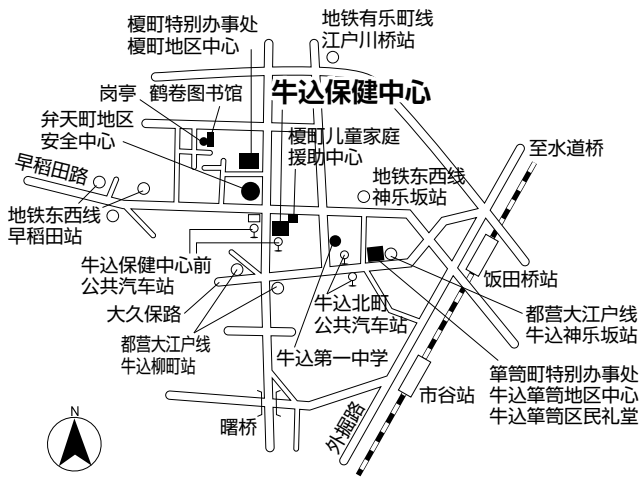 榎町特别办事处
榎町地区中心
地铁有乐町线
江户川桥站
岗亭
鹤卷图书馆
牛込保健中心
弁天町地区
安全中心
榎町儿童家庭
援助中心
至水道桥
早稻田路
地铁东西线
神乐坂站
地铁东西线
早稻田站
牛込保健中心前
公共汽车站
饭田桥站
大久保路
牛込北町
公共汽车站
都营大江户线
牛込神乐坂站
都营大江户线
牛込柳町站
牛込第一中学
箪笥町特别办事处
牛込箪笥地区中心
牛込箪笥区民礼堂
市谷站
外掘路
曙桥
N